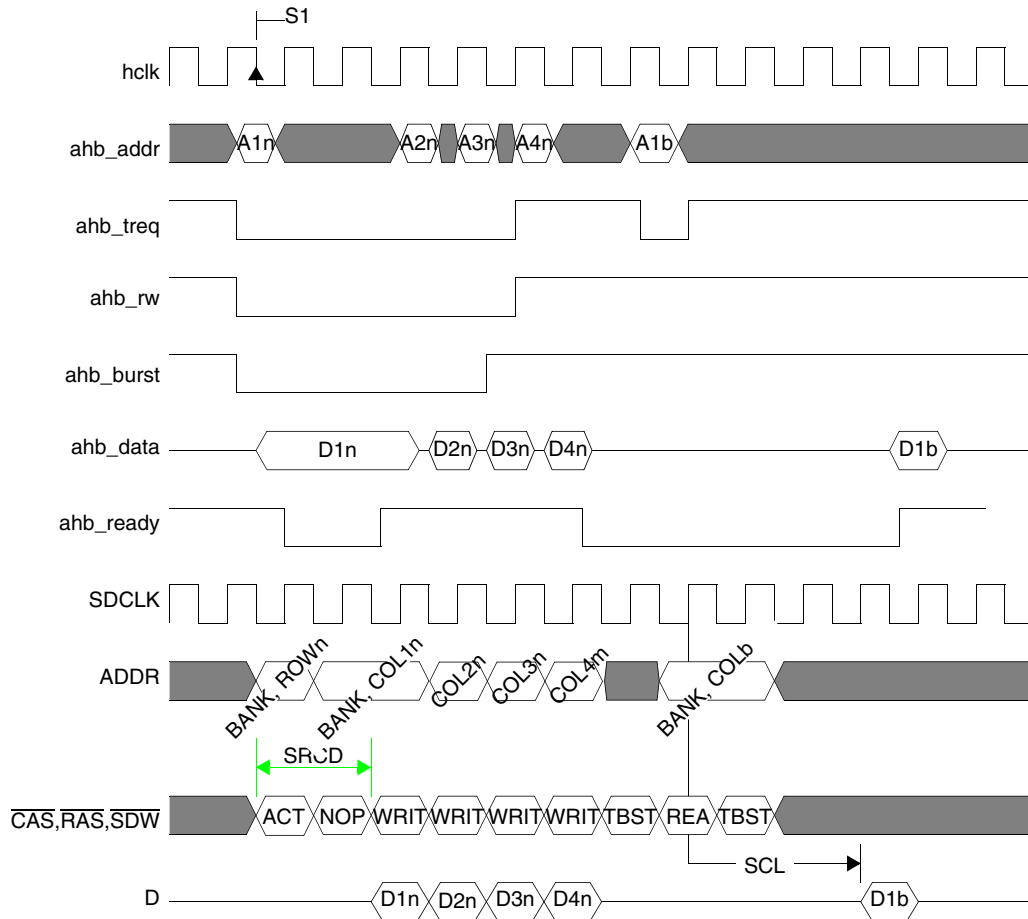 S1
hclk
ahb_addr A1n A2n A3n A4n A1b
ahb_treq
ahb_rw
ahb_burst
ahb_data D1n D2n D3n D4n D1b
ahb_ready
SDCLK
ADDR BANK, ROWn BANK, COL1n COL2n COL3n COL4m BANK, COLb
SRCD
CAS,RAS,SDW ACT NOP WRIT WRIT WRIT WRIT TBST REA TBST
SCL
D D1n D2n D3n D4n D1b